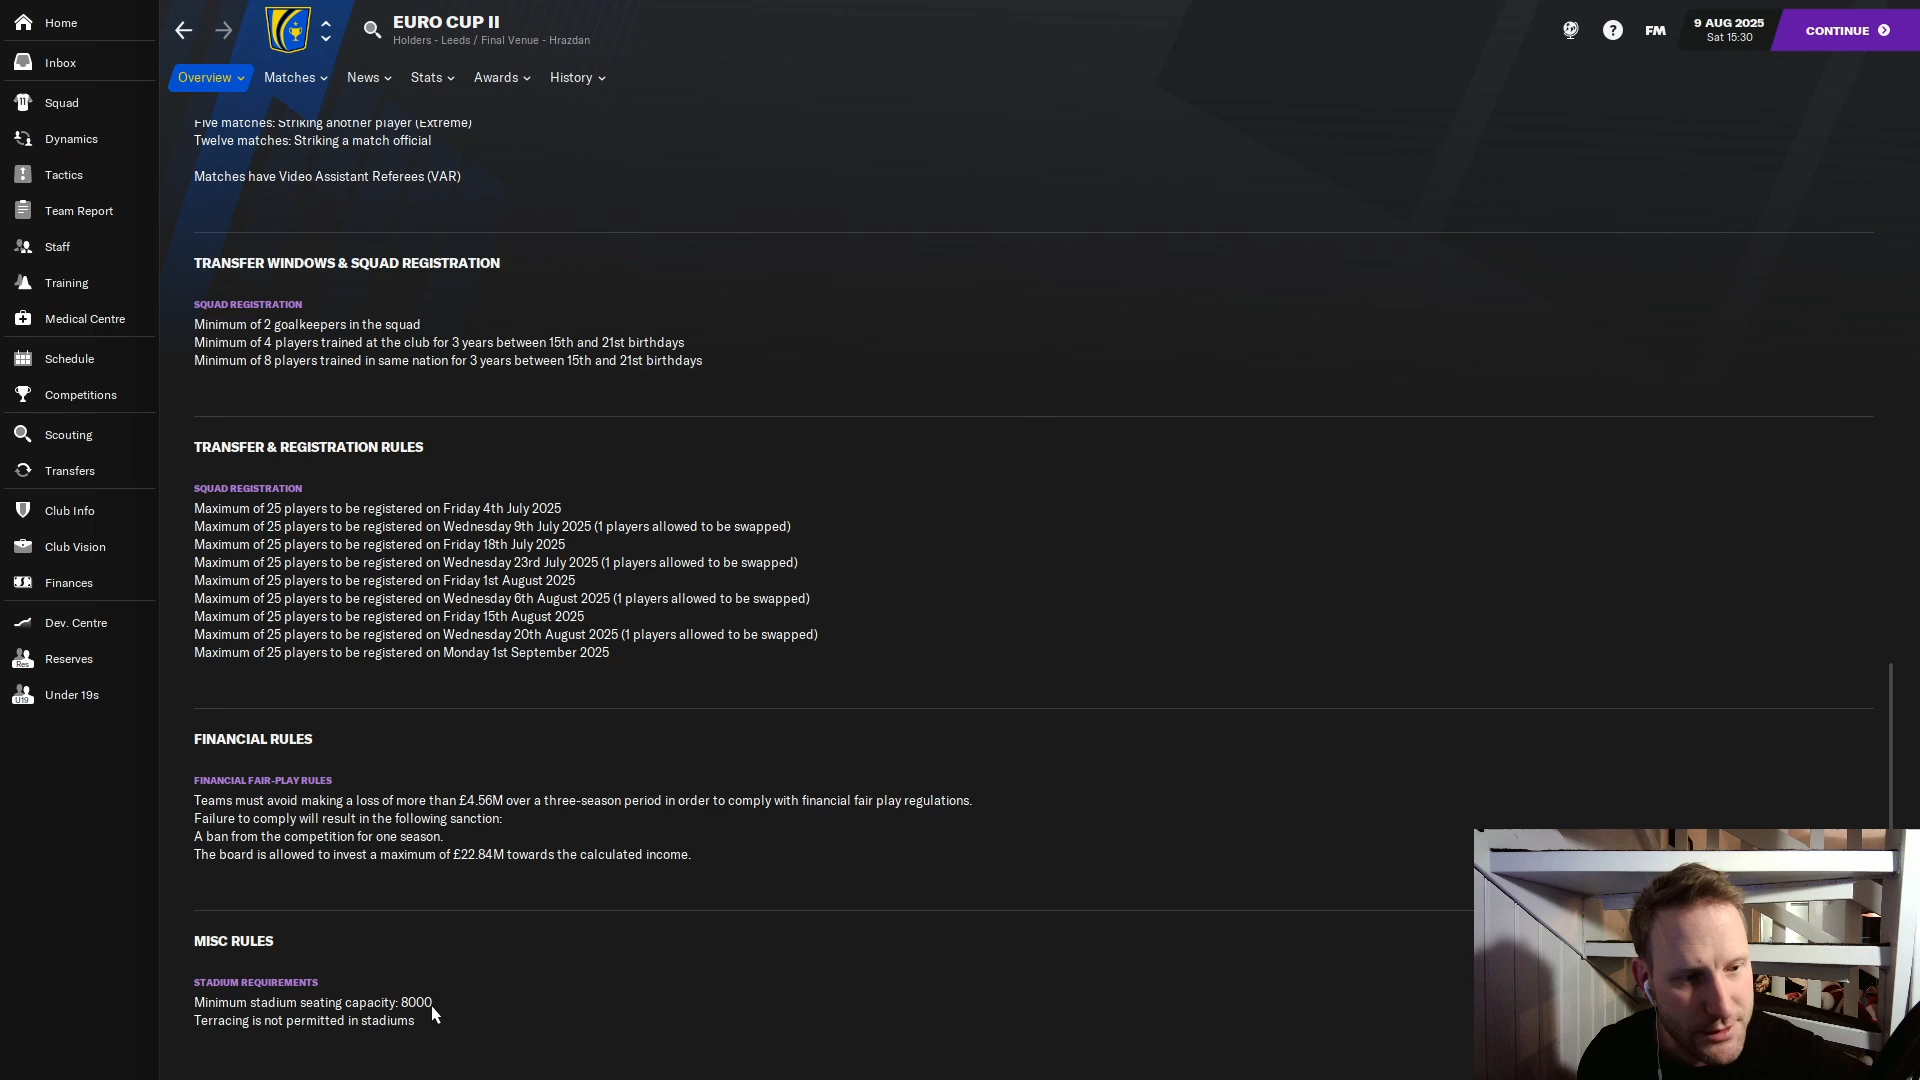 Home
Inbox
Squad
Dynamics
Tactics
Team Report
Staff
Training
Medical Centre
Schedule
Competitions
Scouting
Transfers
Club Info
Club Vision
Finances
Dev. Centre
Res
Reserves
U19
Under 19s
EURO CUP II
Holders - Leeds / Final Venue - Hrazdan
FM
9 AUG 2025
Sat 15:30
CONTINUE
Overview
Matches
News
Stats
Awards
History
Five matches: Striking another player (Extreme)
Twelve matches: Striking a match official
Matches have Video Assistant Referees (VAR)
TRANSFER WINDOWS & SQUAD REGISTRATION
SQUAD REGISTRATION
Minimum of 2 goalkeepers in the squad
Minimum of 4 players trained at the club for 3 years between 15th and 21st birthdays
Minimum of 8 players trained in same nation for 3 years between 15th and 21st birthdays
TRANSFER & REGISTRATION RULES
SQUAD REGISTRATION
Maximum of 25 players to be registered on Friday 4th July 2025
Maximum of 25 players to be registered on Wednesday 9th July 2025 (1 players allowed to be swapped)
Maximum of 25 players to be registered on Friday 18th July 2025
Maximum of 25 players to be registered on Wednesday 23rd July 2025 (1 players allowed to be swapped)
Maximum of 25 players to be registered on Friday 1st August 2025
Maximum of 25 players to be registered on Wednesday 6th August 2025 (1 players allowed to be swapped)
Maximum of 25 players to be registered on Friday 15th August 2025
Maximum of 25 players to be registered on Wednesday 20th August 2025 (1 players allowed to be swapped)
Maximum of 25 players to be registered on Monday 1st September 2025
FINANCIAL RULES
FINANCIAL FAIR-PLAY RULES
Teams must avoid making a loss of more than £4.56M over a three-season period in order to comply with financial fair play regulations.
Failure to comply will result in the following sanction:
A ban from the competition for one season.
The board is allowed to invest a maximum of £22.84M towards the calculated income.
MISC RULES
STADIUM REQUIREMENTS
Minimum stadium seating capacity: 8000
Terracing is not permitted in stadiums